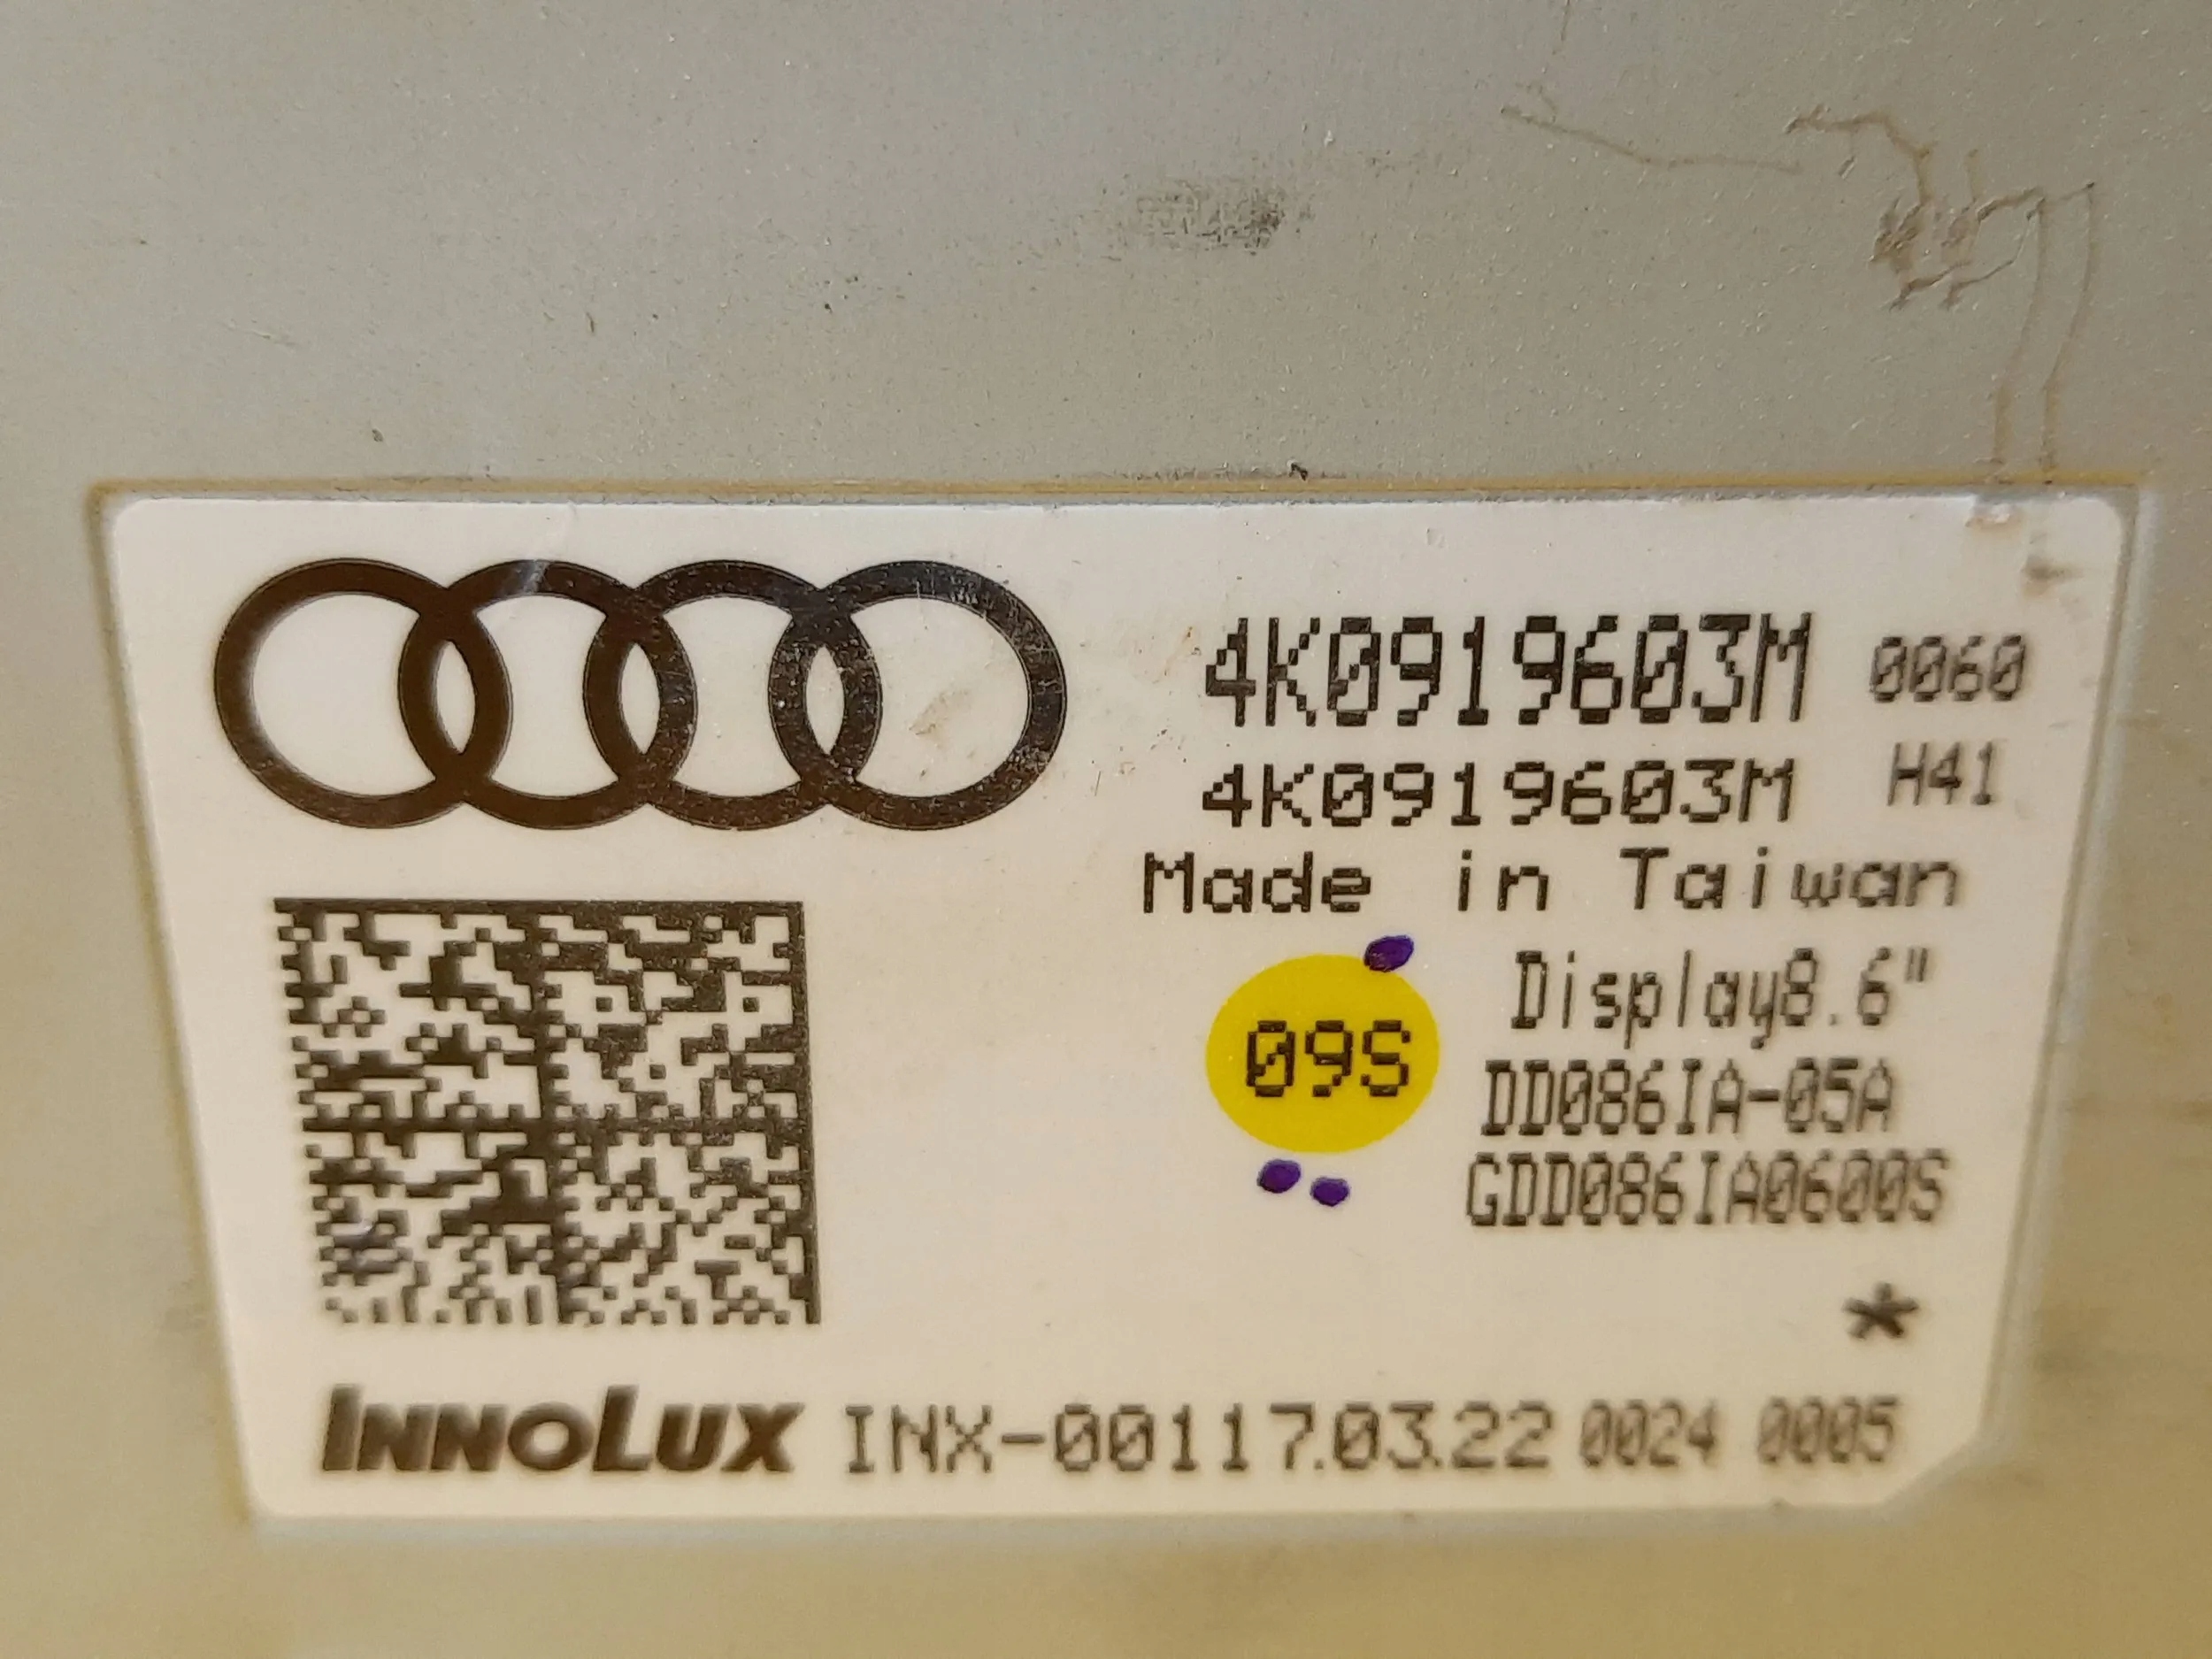 4K0919603M 0060
4K0919603M H41
Made in Taiwan
09S
Display8.6"
DD086IA-05A
GDD086IA0600S
*
INNOLUX INX-00117.03.22 0024 0005